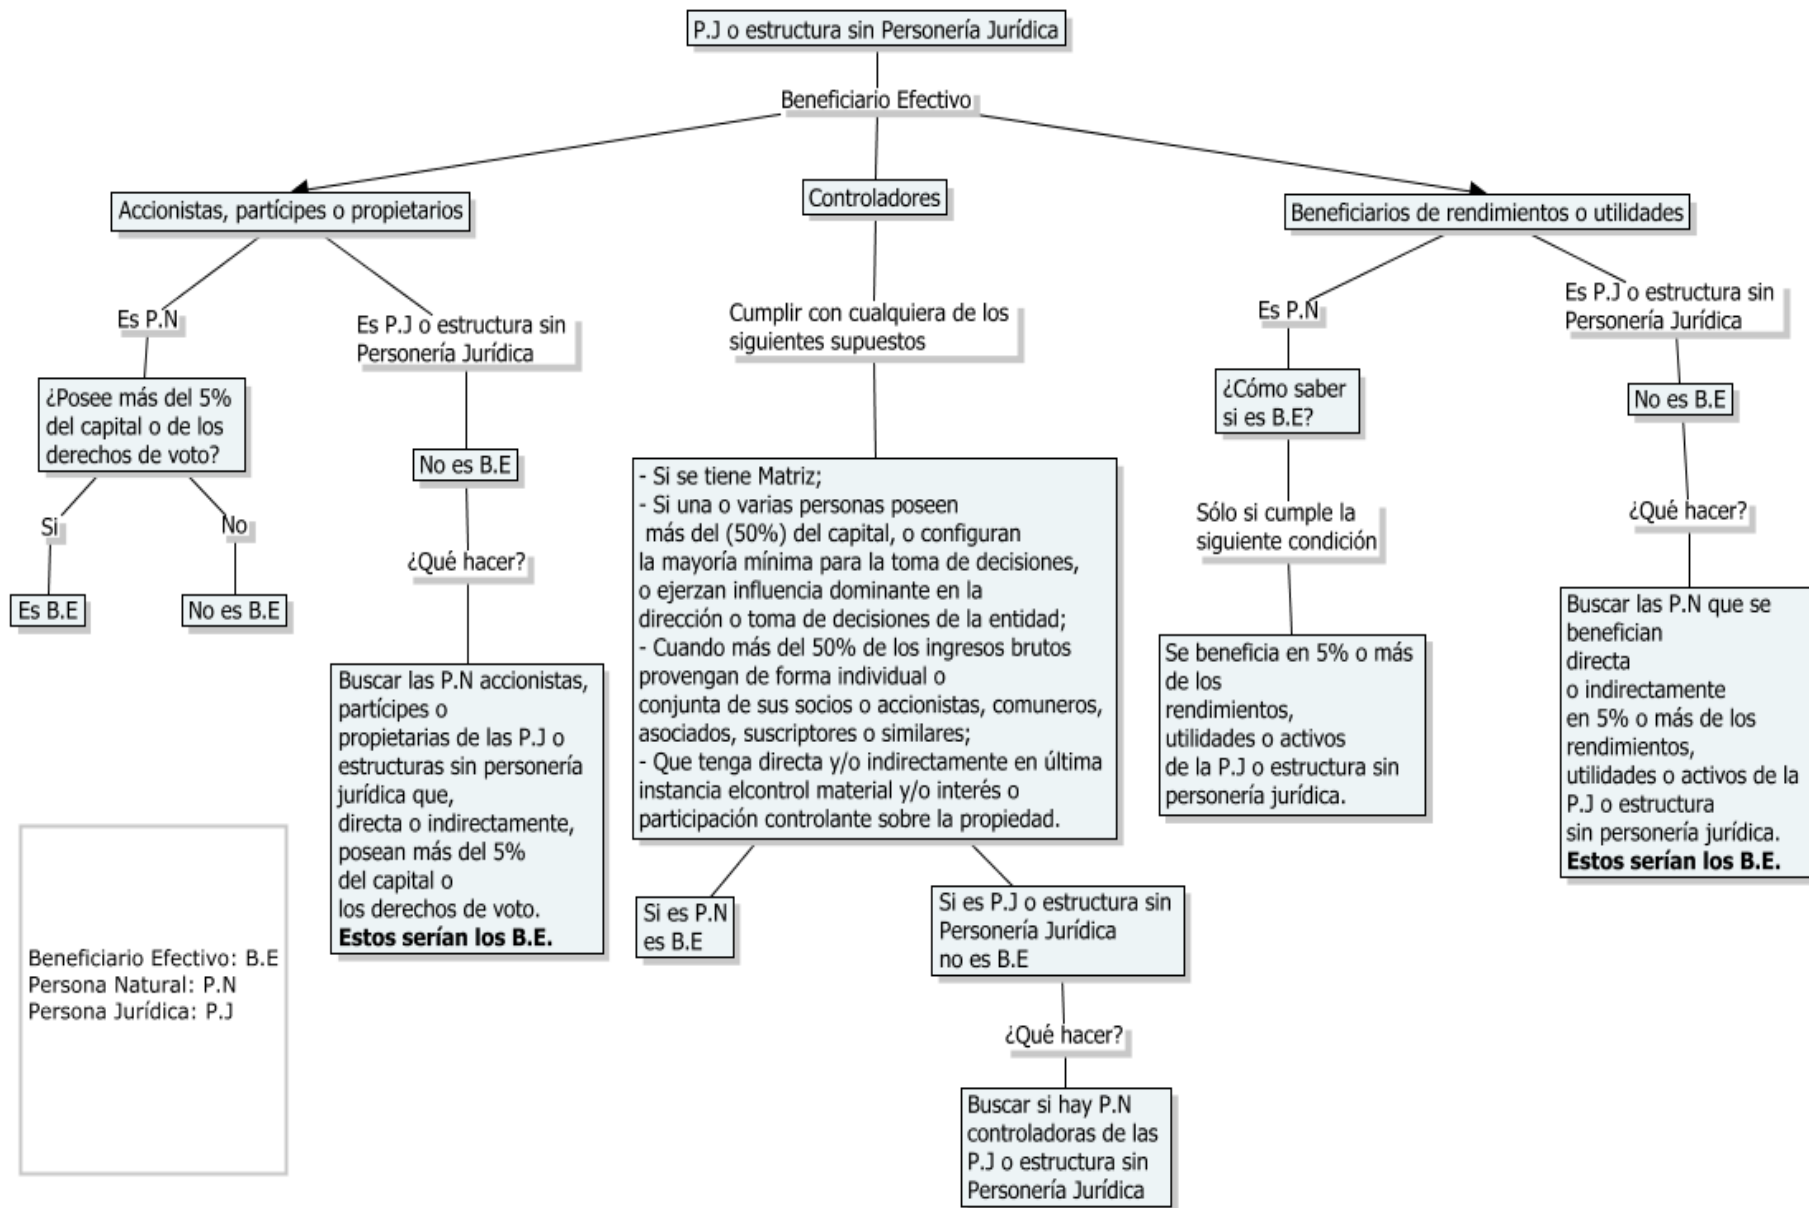 P.J o estructura sin Personería Jurídica
Beneficiario Efectivo
Accionistas, partícipes o propietarios
Es P.N
¿Posee más del 5%
del capital o de los
derechos de voto?
Si
Es B.E
No
No es B.E
Es P.J o estructura sin
Personería Jurídica
No es B.E
¿Qué hacer?
Buscar las P.N accionistas,
partícipes o
propietarias de las P.J o
estructuras sin personería
jurídica que,
directa o indirectamente,
posean más del 5%
del capital o
los derechos de voto.
Estos serían los B.E.
Controladores
Cumplir con cualquiera de los
siguientes supuestos
- Si se tiene Matriz;
- Si una o varias personas poseen
más del (50%) del capital, o configuran
la mayoría mínima para la toma de decisiones,
o ejerzan influencia dominante en la
dirección o toma de decisiones de la entidad;
- Cuando más del 50% de los ingresos brutos
provengan de forma individual o
conjunta de sus socios o accionistas, comuneros,
asociados, suscriptores o similares;
- Que tenga directa y/o indirectamente en última
instancia elcontrol material y/o interés o
participación controlante sobre la propiedad.
Si es P.N
es B.E
Si es P.J o estructura sin
Personería Jurídica
no es B.E
¿Qué hacer?
Buscar si hay P.N
controladoras de las
P.J o estructura sin
Personería Jurídica
Beneficiarios de rendimientos o utilidades
Es P.N
¿Cómo saber
si es B.E?
Sólo si cumple la
siguiente condición
Se beneficia en 5% o más
de los
rendimientos,
utilidades o activos
de la P.J o estructura sin
personería jurídica.
Es P.J o estructura sin
Personería Jurídica
No es B.E
¿Qué hacer?
Buscar las P.N que se
benefician
directa
o indirectamente
en 5% o más de los
rendimientos,
utilidades o activos de la
P.J o estructura
sin personería jurídica.
Estos serían los B.E.
Beneficiario Efectivo: B.E
Persona Natural: P.N
Persona Jurídica: P.J